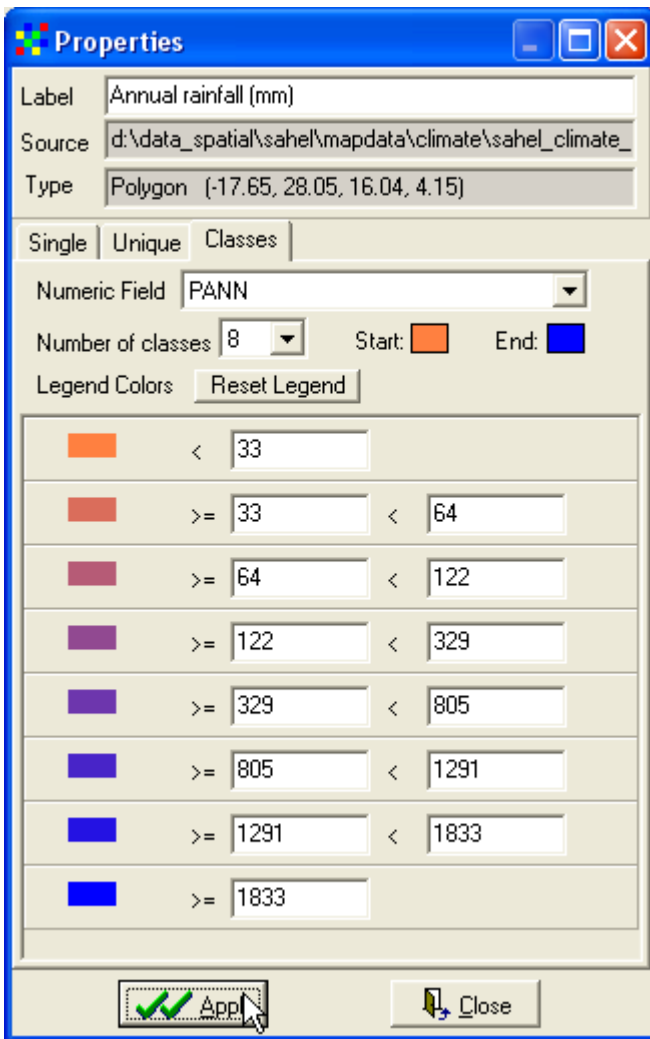 Properties
Label Annual rainfall (mm)
Source d:\data_spatial\sahel\mapdata\climate\sahel_climate_
Type Polygon (-17.65, 28.05, 16.04, 4.15)
Single Unique Classes
Numeric Field PANN
Number of classes 8 Start: End:
Legend Colors Reset Legend
< 33
>= 33 < 64
>= 64 < 122
>= 122 < 329
>= 329 < 805
>= 805 < 1291
>= 1291 < 1833
>= 1833
Apply Close